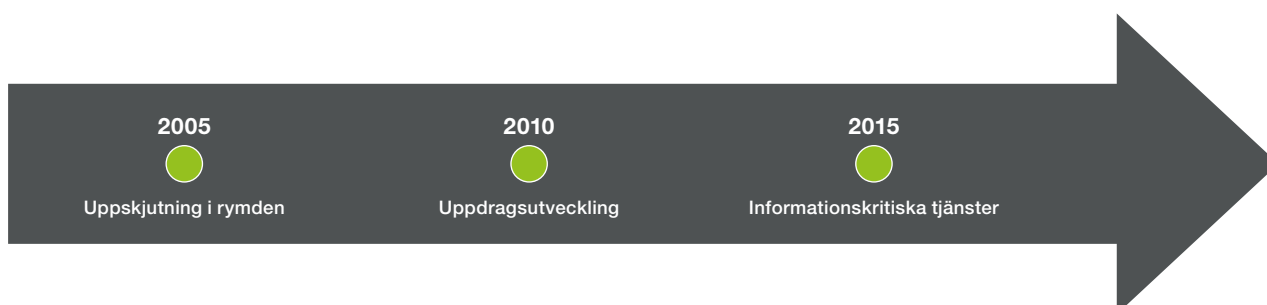 2005
Uppskjutning i rymden
2010
Uppdragsutveckling
2015
Informationskritiska tjänster